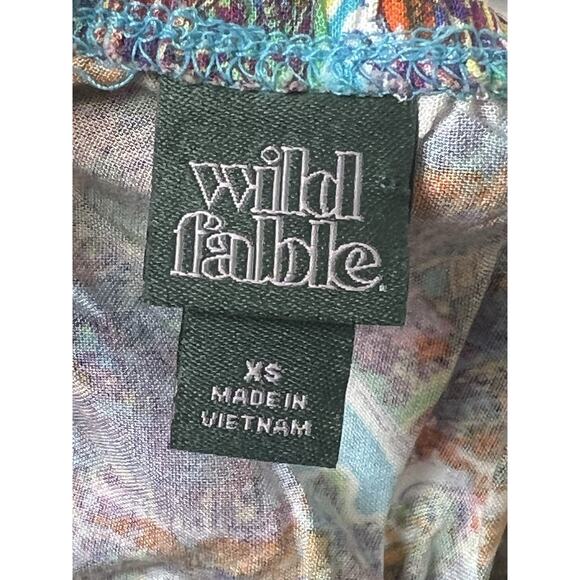 wild
fable.
XS
MADE IN
VIETNAM